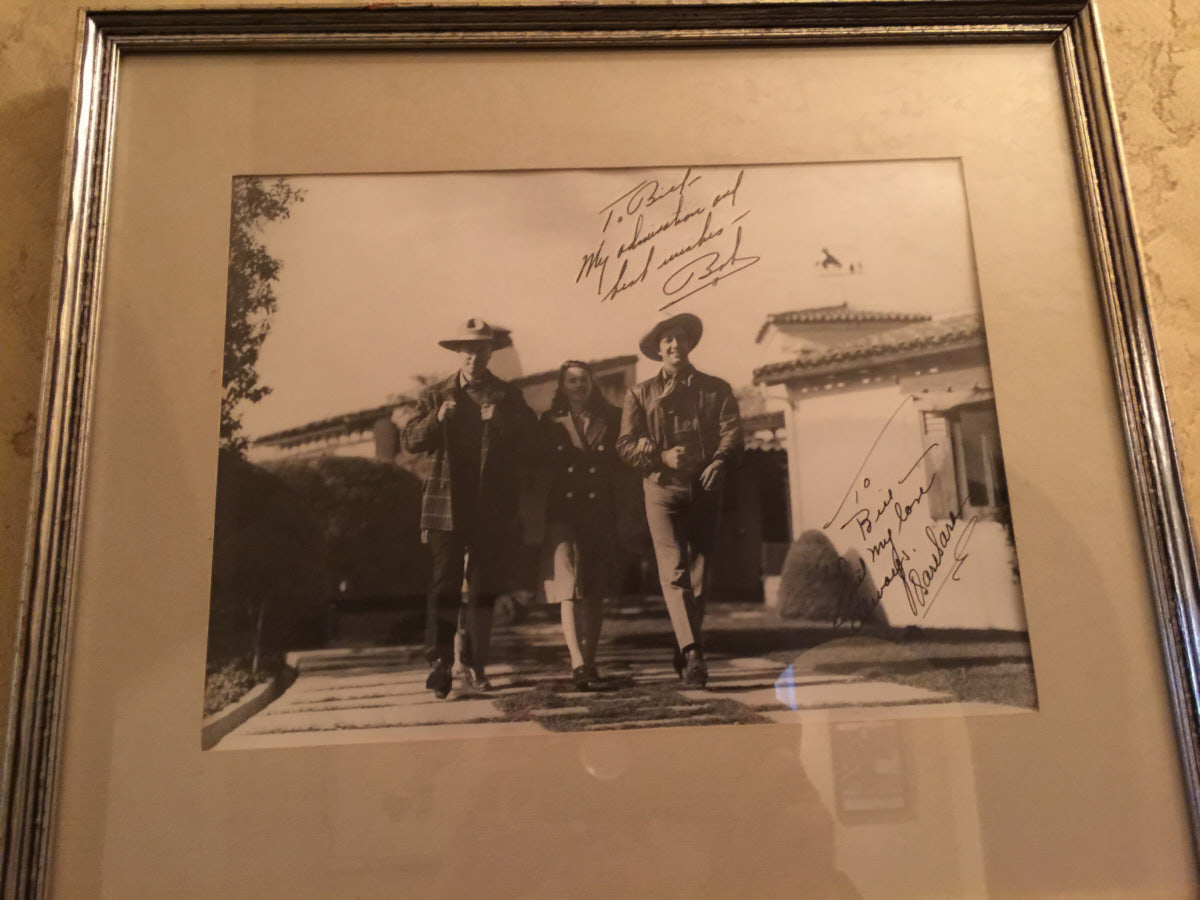 To Bill -
My admiration and
best wishes -
Bob
To
Bill -
my love
always.
Barbara